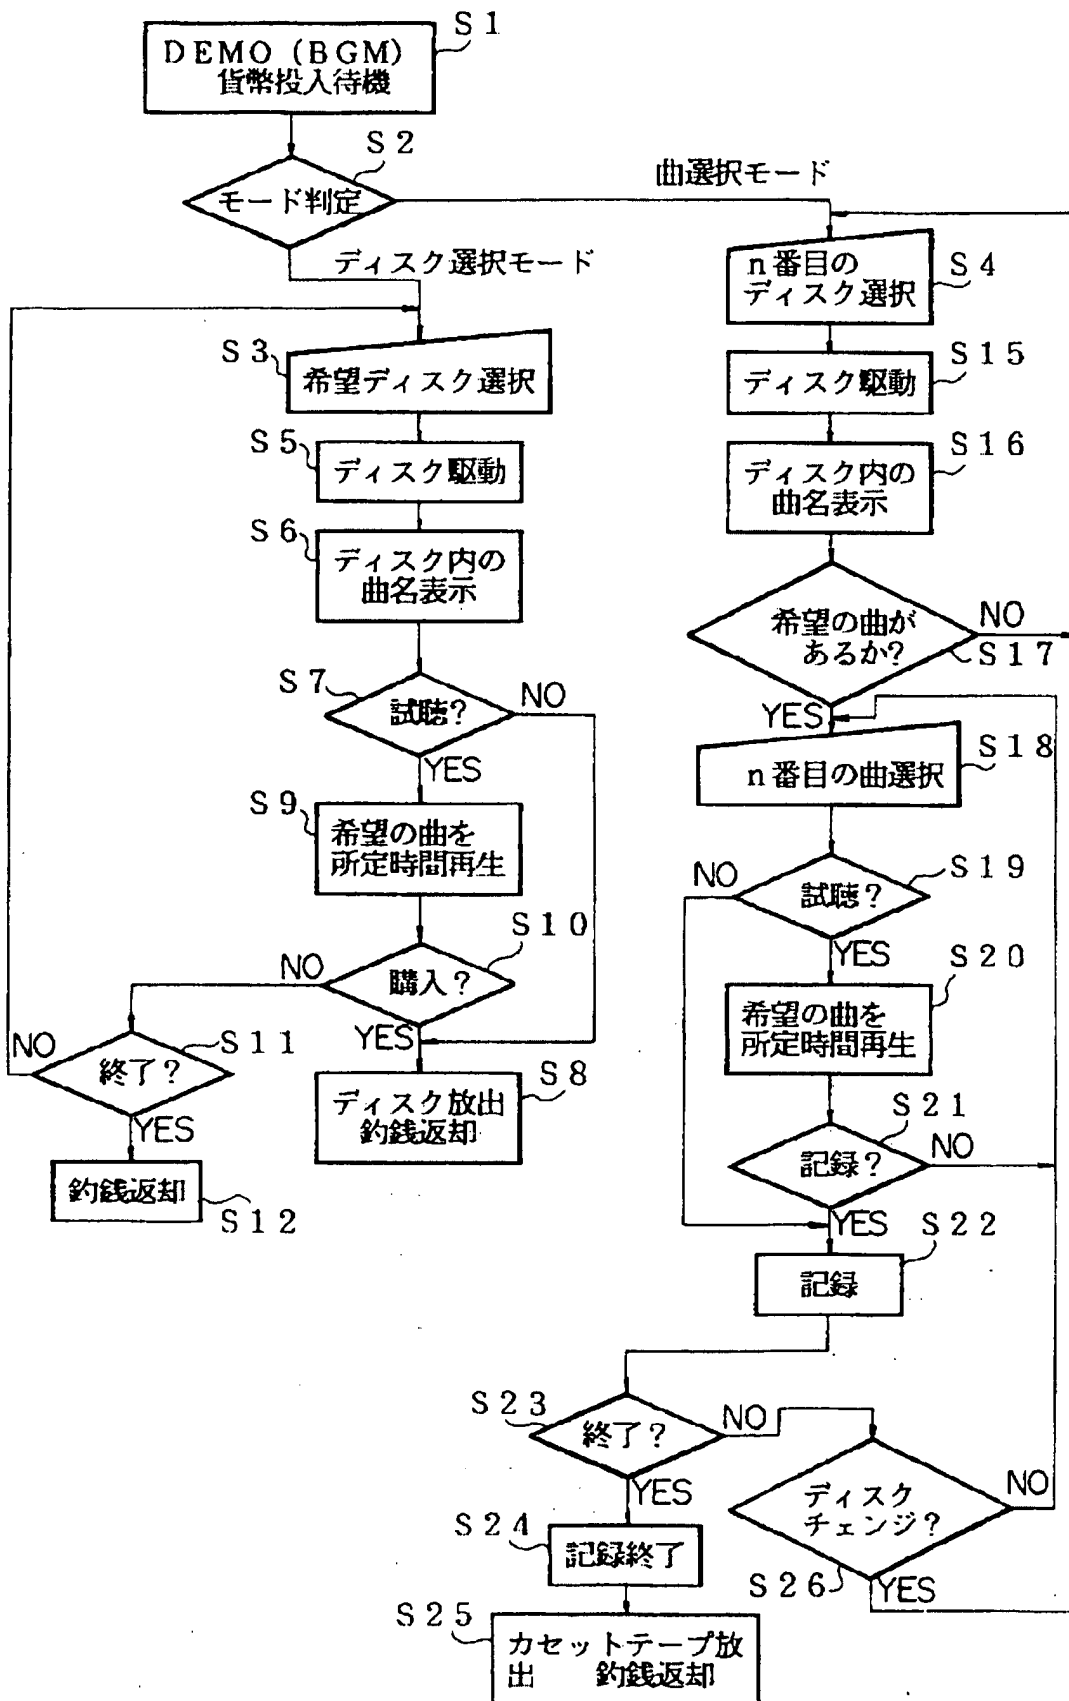 S1
DEMO (BGM)
貨幣投入待機
S2
モード判定
曲選択モード
ディスク選択モード
S3
希望ディスク選択
S5
ディスク駆動
S6
ディスク内の
曲名表示
S7
試聴?
NO
YES
S9
希望の曲を
所定時間再生
S10
購入?
NO
YES
S11
終了?
NO
YES
S8
ディスク放出
釣銭返却
釣銭返却
S12
S4
n番目の
ディスク選択
S15
ディスク駆動
S16
ディスク内の
曲名表示
希望の曲が
あるか?
NO
S17
YES
S18
n番目の曲選択
S19
試聴?
NO
YES
S20
希望の曲を
所定時間再生
S21
記録?
NO
YES
S22
記録
S23
終了?
NO
YES
ディスク
チェンジ?
NO
S26
YES
S24
記録終了
S25
カセットテープ放
出 釣銭返却